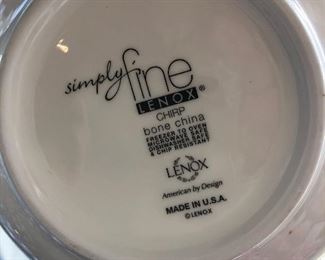 simply fine
LENOX®
CHIRP
bone china
FREEZER TO OVEN
MICROWAVE SAFE
DISHWASHER SAFE
& CHIP RESISTANT
LENOX
American by Design
MADE IN U.S.A.
© LENOX